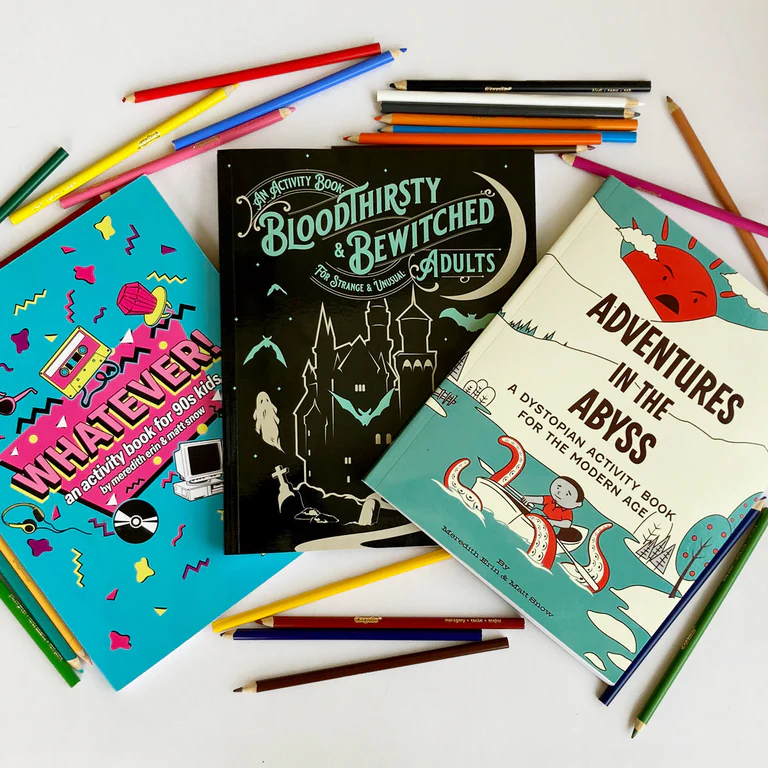 WHATEVER!
an activity book for 90s kids
by meredith erin & matt snow
AN ACTIVITY BOOK
BLOODTHIRSTY
& BEWITCHED
FOR STRANGE & UNUSUAL
ADULTS
ADVENTURES
IN THE
ABYSS
A DYSTOPIAN ACTIVITY BOOK
FOR THE MODERN AGE
By
Meredith Erin & Matt Snow
Crayola